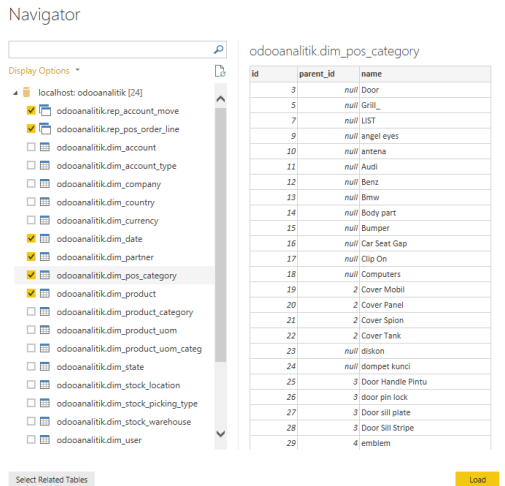 Navigator
Display Options
localhost: odooanalitik [24]
odooanalitik.rep_account_move
odooanalitik.rep_pos_order_line
odooanalitik.dim_account
odooanalitik.dim_account_type
odooanalitik.dim_company
odooanalitik.dim_country
odooanalitik.dim_currency
odooanalitik.dim_date
odooanalitik.dim_partner
odooanalitik.dim_pos_category
odooanalitik.dim_product
odooanalitik.dim_product_category
odooanalitik.dim_product_uom
odooanalitik.dim_product_uom_categ
odooanalitik.dim_state
odooanalitik.dim_stock_location
odooanalitik.dim_stock_picking_type
odooanalitik.dim_stock_warehouse
odooanalitik.dim_user
odooanalitik.dim_pos_category
id parent_id name
3 null Door
5 null Grill_
7 null LIST
9 null angel eyes
10 null antena
11 null Audi
12 null Benz
13 null Bmw
14 null Body part
15 null Bumper
16 null Car Seat Gap
17 null Clip On
18 null Computers
19 2 Cover Mobil
20 2 Cover Panel
21 2 Cover Spion
22 2 Cover Tank
23 null diskon
24 null dompet kunci
25 3 Door Handle Pintu
26 3 door pin lock
27 3 Door sill plate
28 3 Door Sill Stripe
29 4 emblem
Select Related Tables
Load